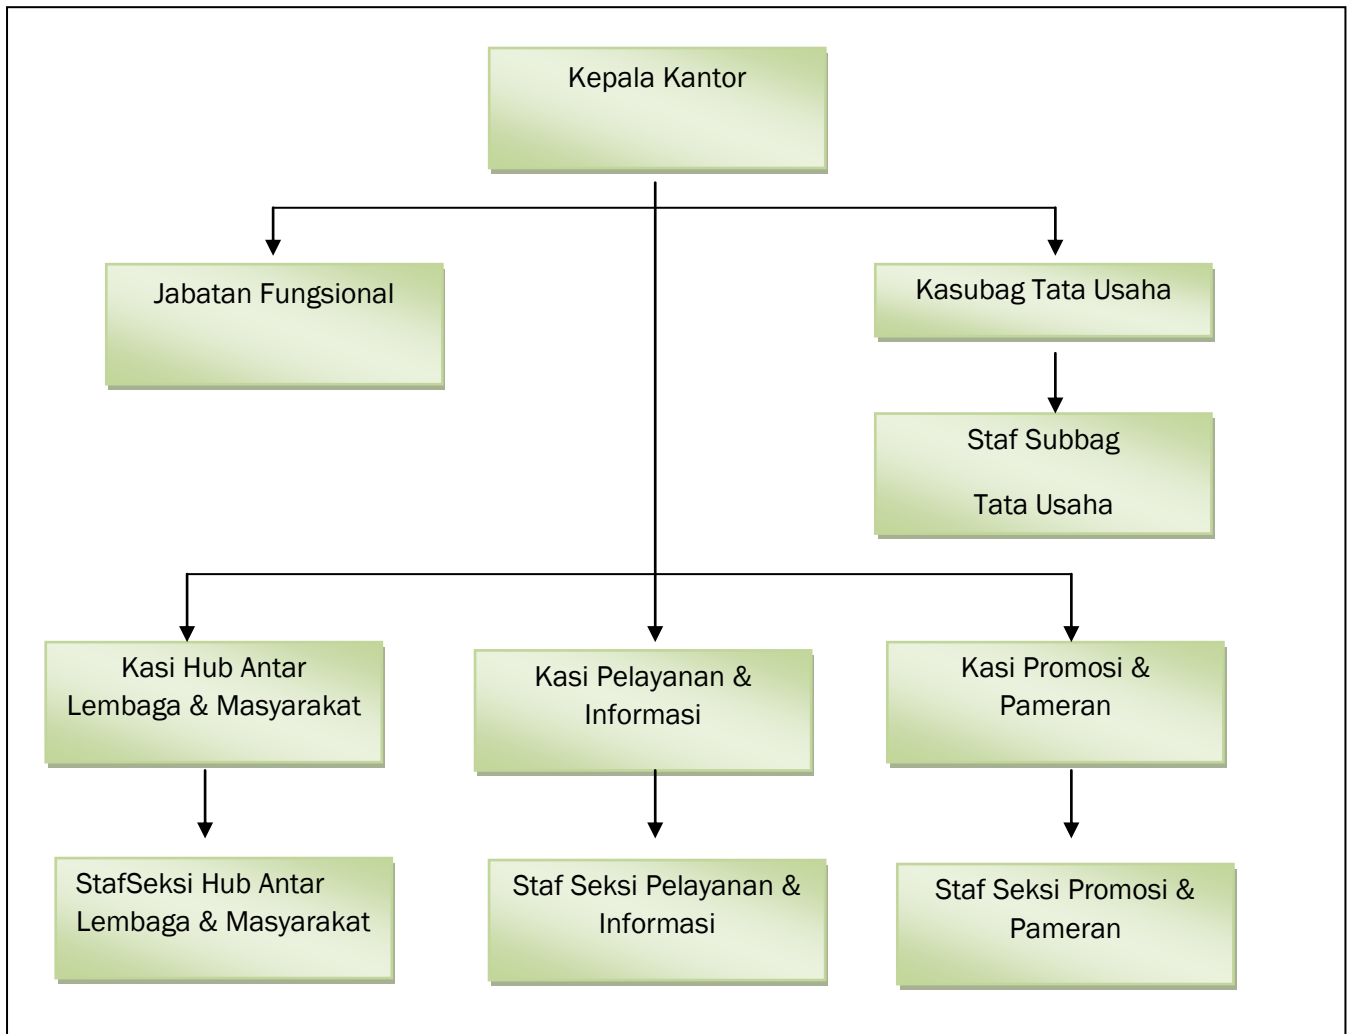 Kepala Kantor
Jabatan Fungsional
Kasubag Tata Usaha
Staf Subbag
Tata Usaha
Kasi Hub Antar
Lembaga & Masyarakat
Kasi Pelayanan &
Informasi
Kasi Promosi &
Pameran
StafSeksi Hub Antar
Lembaga & Masyarakat
Staf Seksi Pelayanan &
Informasi
Staf Seksi Promosi &
Pameran